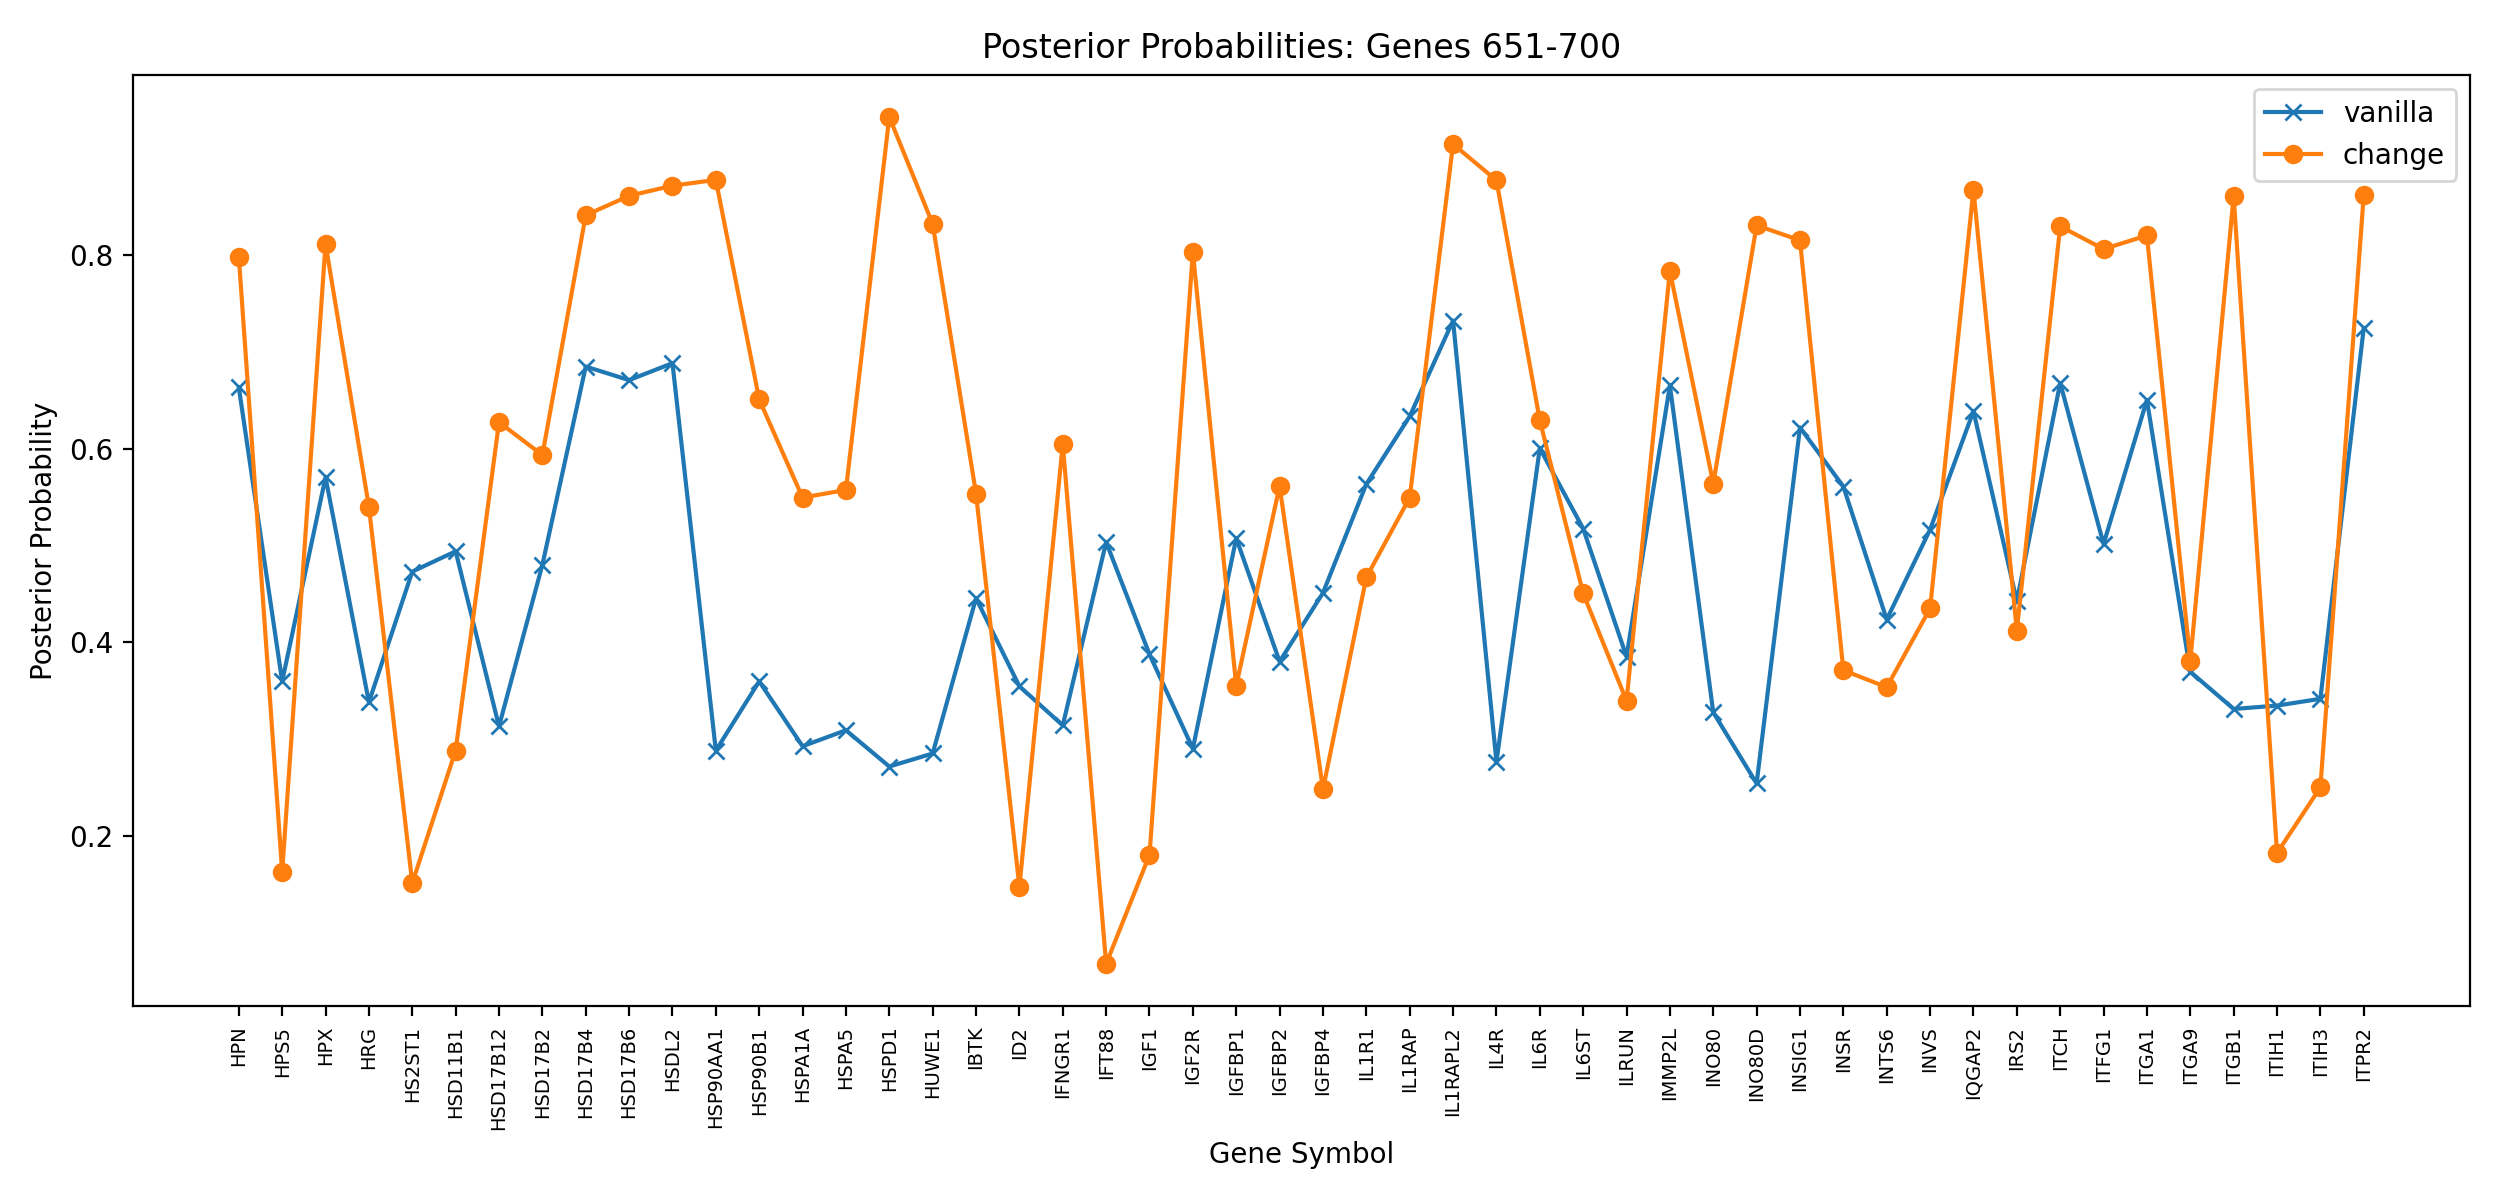 Posterior Probabilities: Genes 651-700
vanilla
change
Posterior Probability
0.8
0.6
0.4
0.2
HPN
HPS5
HPX
HRG
HS2ST1
HSD11B1
HSD17B12
HSD17B2
HSD17B4
HSD17B6
HSDL2
HSP90AA1
HSP90B1
HSPA1A
HSPA5
HSPD1
HUWE1
IBTK
ID2
IFNGR1
IFT88
IGF1
IGF2R
IGFBP1
IGFBP2
IGFBP4
IL1R1
IL1RAP
IL1RAPL2
IL4R
IL6R
IL6ST
ILRUN
IMMP2L
INO80
INO80D
INSIG1
INSR
INTS6
INVS
IQGAP2
IRS2
ITCH
ITFG1
ITGA1
ITGA9
ITGB1
ITIH1
ITIH3
ITPR2
Gene Symbol